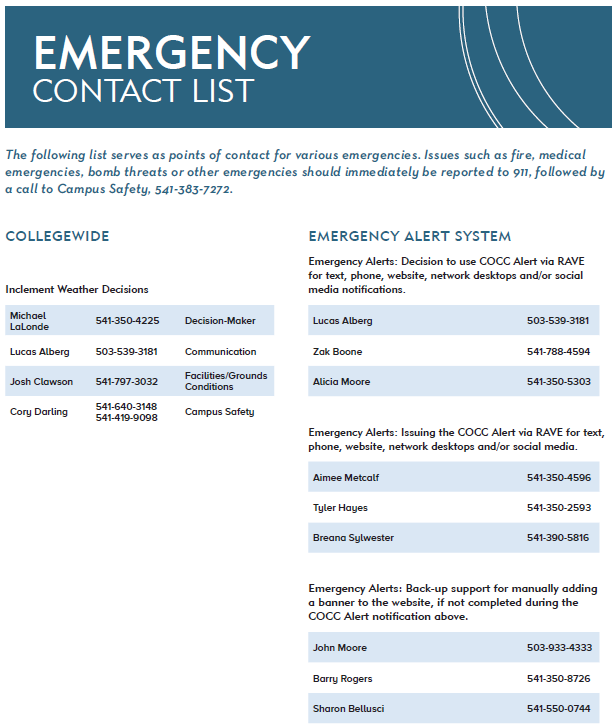 EMERGENCY
CONTACT LIST
The following list serves as points of contact for various emergencies. Issues such as fire, medical
emergencies, bomb threats or other emergencies should immediately be reported to 911, followed by
a call to Campus Safety, 541-383-7272.
COLLEGEWIDE
Inclement Weather Decisions
Michael
LaLonde 541-350-4225 Decision-Maker
Lucas Alberg 503-539-3181 Communication
Josh Clawson 541-797-3032 Facilities/Grounds
Conditions
Cory Darling 541-640-3148
541-419-9098 Campus Safety
EMERGENCY ALERT SYSTEM
Emergency Alerts: Decision to use COCC Alert via RAVE
for text, phone, website, network desktops and/or social
media notifications.
Lucas Alberg 503-539-3181
Zak Boone 541-788-4594
Alicia Moore 541-350-5303
Emergency Alerts: Issuing the COCC Alert via RAVE for text,
phone, website, network desktops and/or social media.
Aimee Metcalf 541-350-4596
Tyler Hayes 541-350-2593
Breana Sylwester 541-390-5816
Emergency Alerts: Back-up support for manually adding
a banner to the website, if not completed during the
COCC Alert notification above.
John Moore 503-933-4333
Barry Rogers 541-350-8726
Sharon Bellusci 541-550-0744